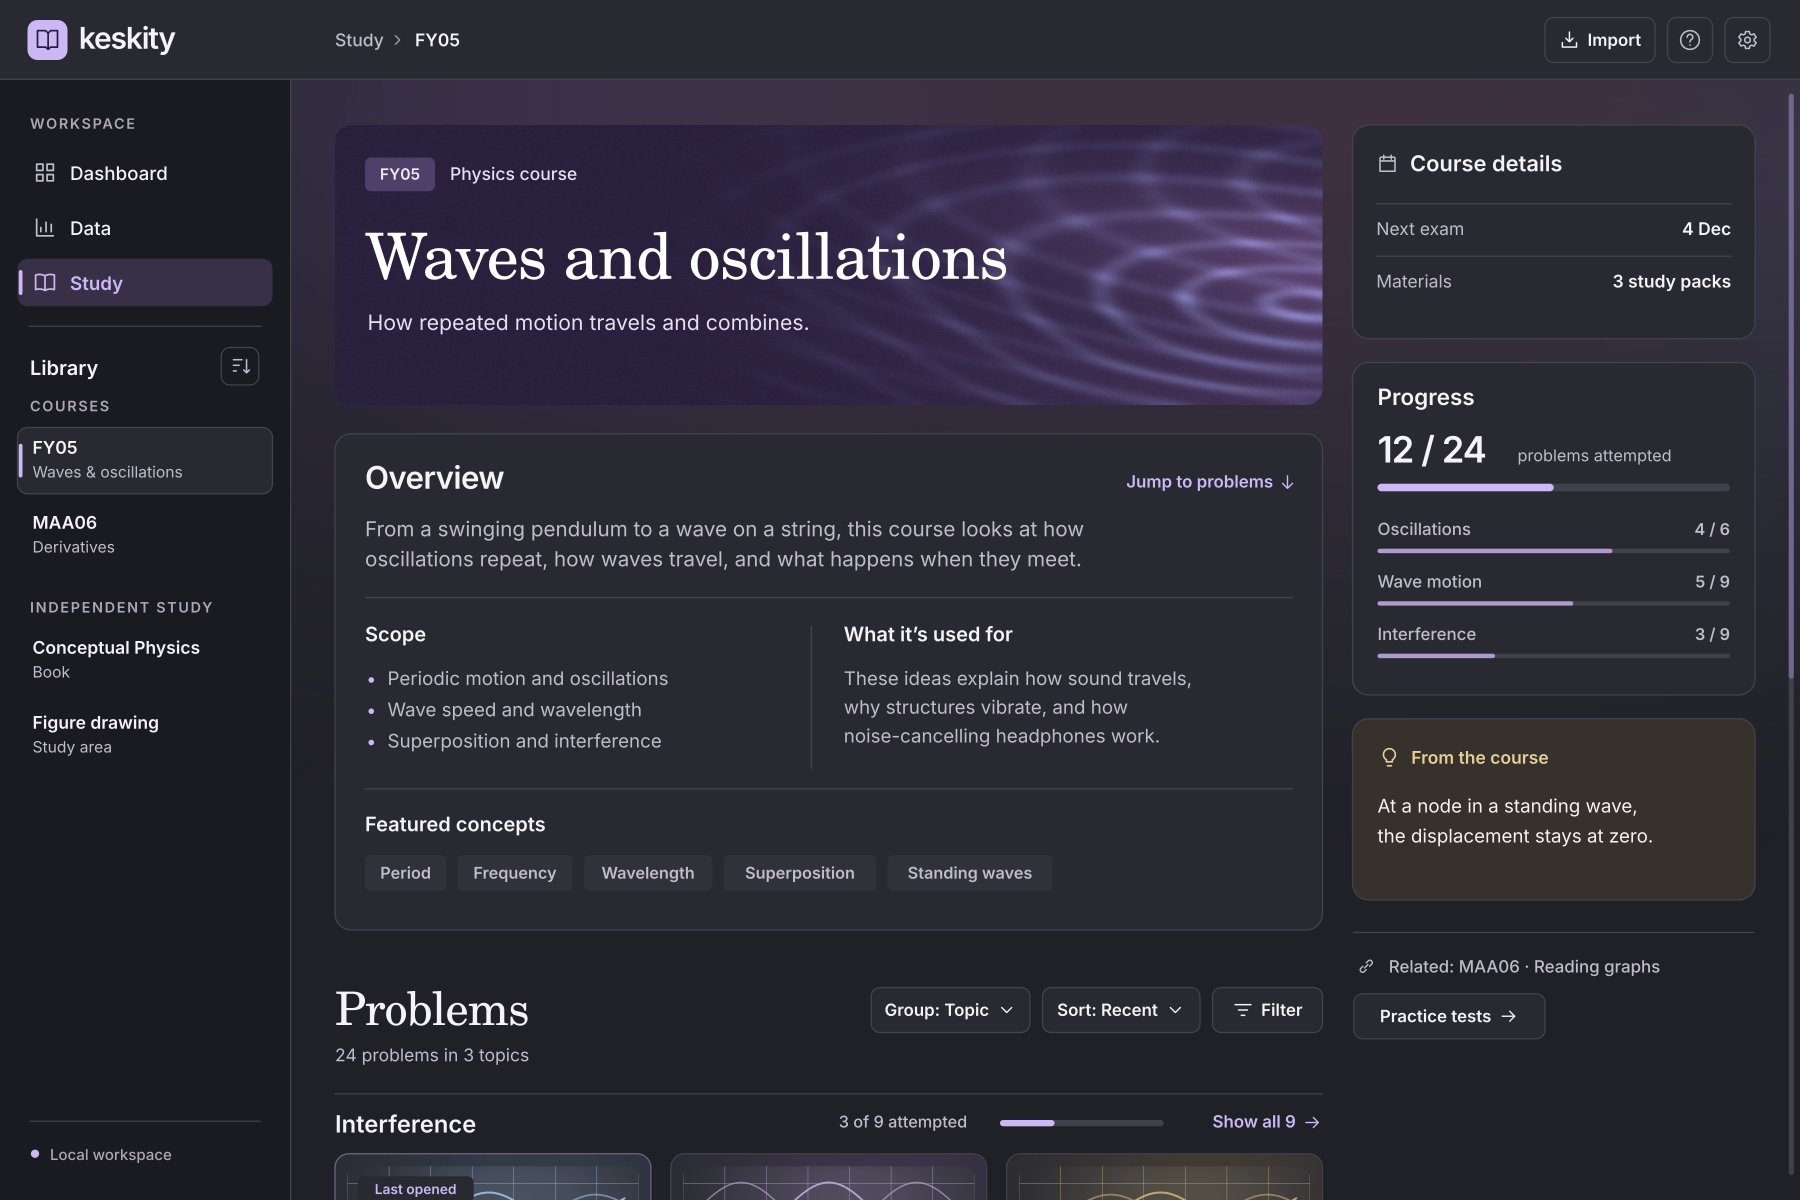 keskity
Study > FY05
Import
WORKSPACE
Dashboard
Data
Study
Library
COURSES
FY05
Waves & oscillations
MAA06
Derivatives
INDEPENDENT STUDY
Conceptual Physics
Book
Figure drawing
Study area
Local workspace
FY05 Physics course
Waves and oscillations
How repeated motion travels and combines.
Overview
Jump to problems ↓
From a swinging pendulum to a wave on a string, this course looks at how
oscillations repeat, how waves travel, and what happens when they meet.
Scope
• Periodic motion and oscillations
• Wave speed and wavelength
• Superposition and interference
What it’s used for
These ideas explain how sound travels,
why structures vibrate, and how
noise-cancelling headphones work.
Featured concepts
Period Frequency Wavelength Superposition Standing waves
Problems
24 problems in 3 topics
Group: Topic Sort: Recent Filter
Interference
3 of 9 attempted
Show all 9 →
Last opened
Course details
Next exam 4 Dec
Materials 3 study packs
Progress
12 / 24 problems attempted
Oscillations 4 / 6
Wave motion 5 / 9
Interference 3 / 9
From the course
At a node in a standing wave,
the displacement stays at zero.
Related: MAA06 · Reading graphs
Practice tests →